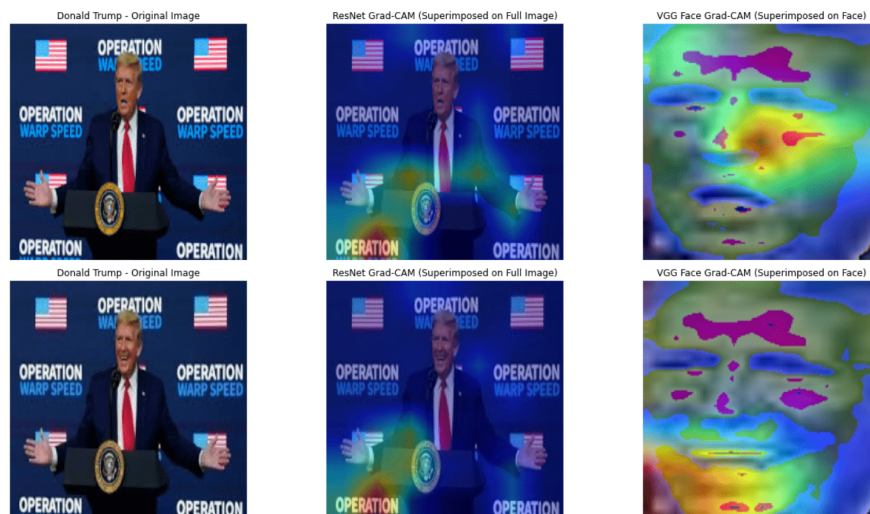 Donald Trump - Original Image
ResNet Grad-CAM (Superimposed on Full Image)
VGG Face Grad-CAM (Superimposed on Face)
OPERATION
WARP SPEED
OPERATION
WARP SPEED
OPERATION
WARP SPEED
OPERATION
OPERATION
OPERATION
WARP SPEED
OPERATION
WARP SPEED
OPERATION
WARP SPEED
OPERATION
OPERATION
Donald Trump - Original Image
ResNet Grad-CAM (Superimposed on Full Image)
VGG Face Grad-CAM (Superimposed on Face)
OPERATION
WARP SPEED
OPERATION
WARP SPEED
OPERATION
WARP SPEED
OPERATION
OPERATION
OPERATION
WARP SPEED
OPERATION
WARP SPEED
OPERATION
WARP SPEED
OPERATION
OPERATION